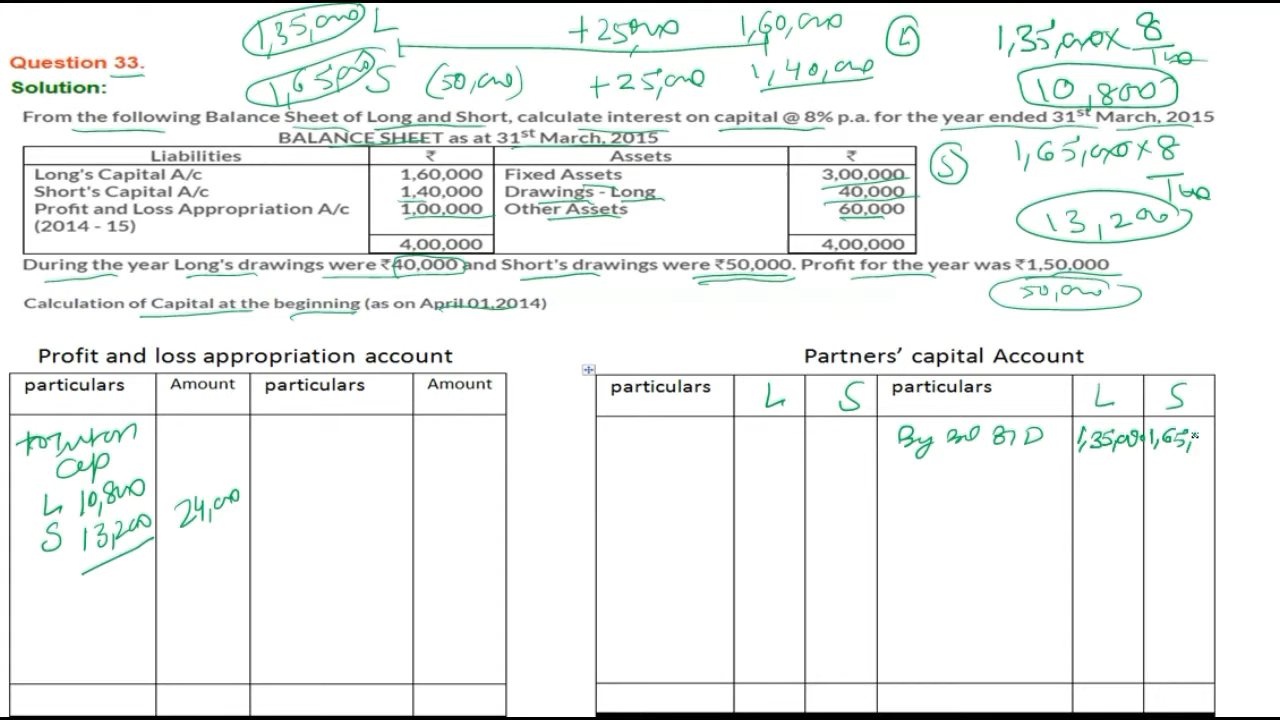 1,35,000 L +25,000 1,60,000 L 1,35,000 × 8
Question 33.
Solution: 1,65,000 S (50,000) +25,000 1,40,000 10,800
From the following Balance Sheet of Long and Short, calculate interest on capital @ 8% p.a. for the year ended 31st March, 2015
BALANCE SHEET as at 31st March, 2015 S 1,65,000 × 8
Liabilities ₹ Assets ₹
Long's Capital A/c 1,60,000 Fixed Assets 3,00,000
Short's Capital A/c 1,40,000 Drawings - Long 40,000
Profit and Loss Appropriation A/c 1,00,000 Other Assets 60,000 13,200
(2014 - 15)
4,00,000 4,00,000
During the year Long's drawings were ₹40,000 and Short's drawings were ₹50,000. Profit for the year was ₹1,50,000
50,000
Calculation of Capital at the beginning (as on April 01,2014)
Profit and loss appropriation account Partners' capital Account
particulars Amount particulars Amount particulars L S particulars L S
By bal B/D 1,35,000 1,65,
Cap
L 10,800
S 13,200 24,000